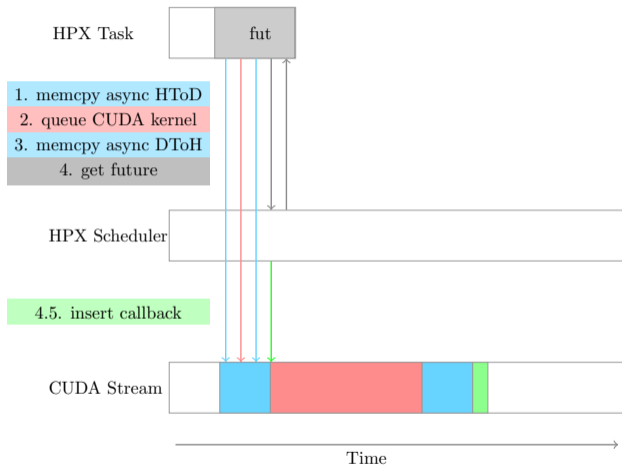 HPX Task
fut
1. memcpy async HToD
2. queue CUDA kernel
3. memcpy async DToH
4. get future
HPX Scheduler
4.5. insert callback
CUDA Stream
Time